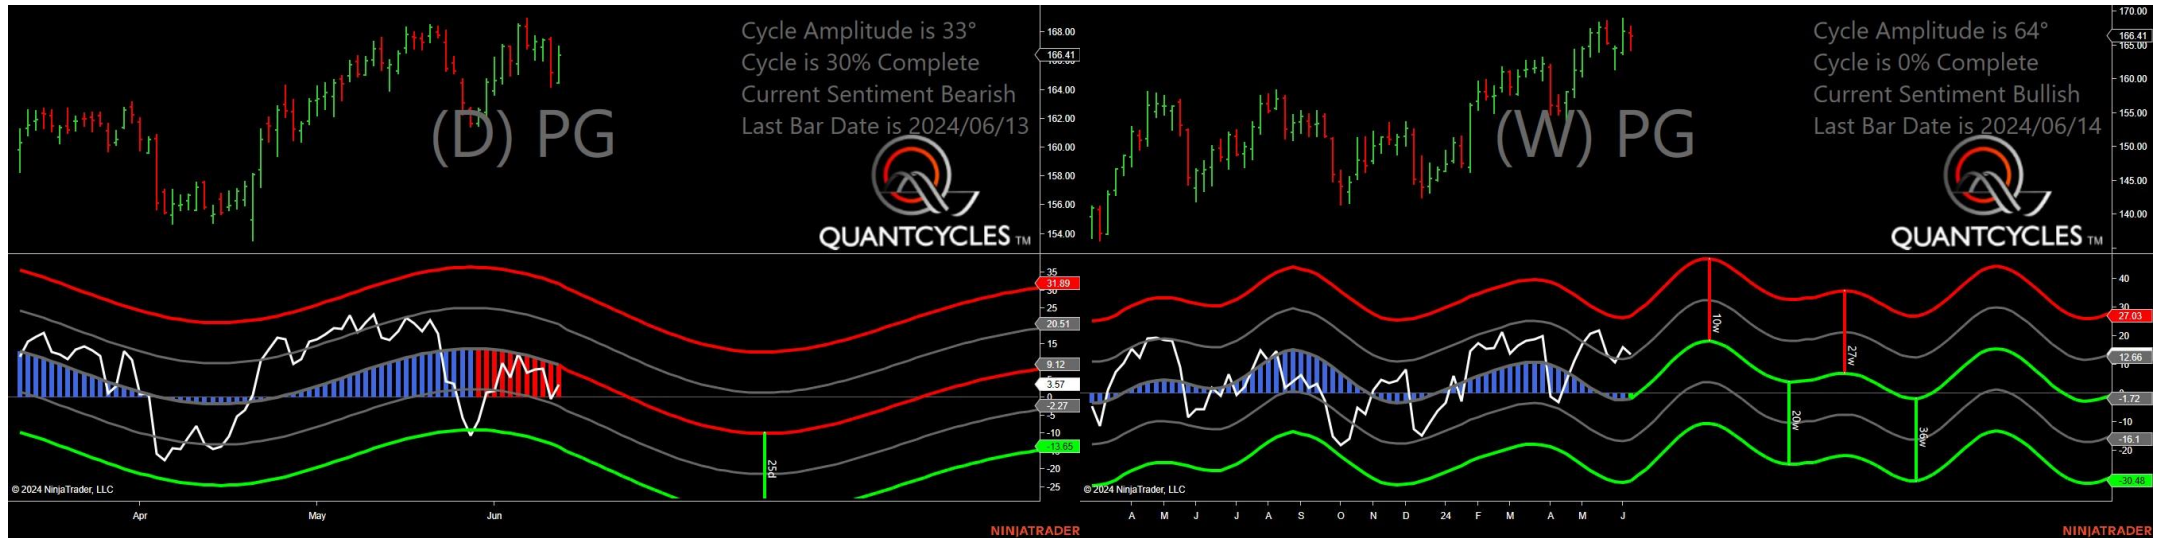 Cycle Amplitude is 33°
Cycle is 30% Complete
Current Sentiment Bearish
Last Bar Date is 2024/06/13
(D) PG
QUANTCYCLES TM
168.00
166.41
164.00
162.00
160.00
158.00
156.00
154.00
35
31.89
30
25
20.51
15
9.12
3.57
0
-2.27
-5
-10
-13.65
-20
-25
25d
© 2024 NinjaTrader, LLC
Apr May Jun
NINJATRADER
Cycle Amplitude is 64°
Cycle is 0% Complete
Current Sentiment Bullish
Last Bar Date is 2024/06/14
(W) PG
QUANTCYCLES TM
170.00
166.41
165.00
160.00
155.00
150.00
145.00
140.00
40
30
27.03
20
12.66
10
0
-1.72
-10
-16.1
-20
-30.48
10w
27w
20w
36w
© 2024 NinjaTrader, LLC
A M J J A S O N D 24 F M A M J
NINJATRADER